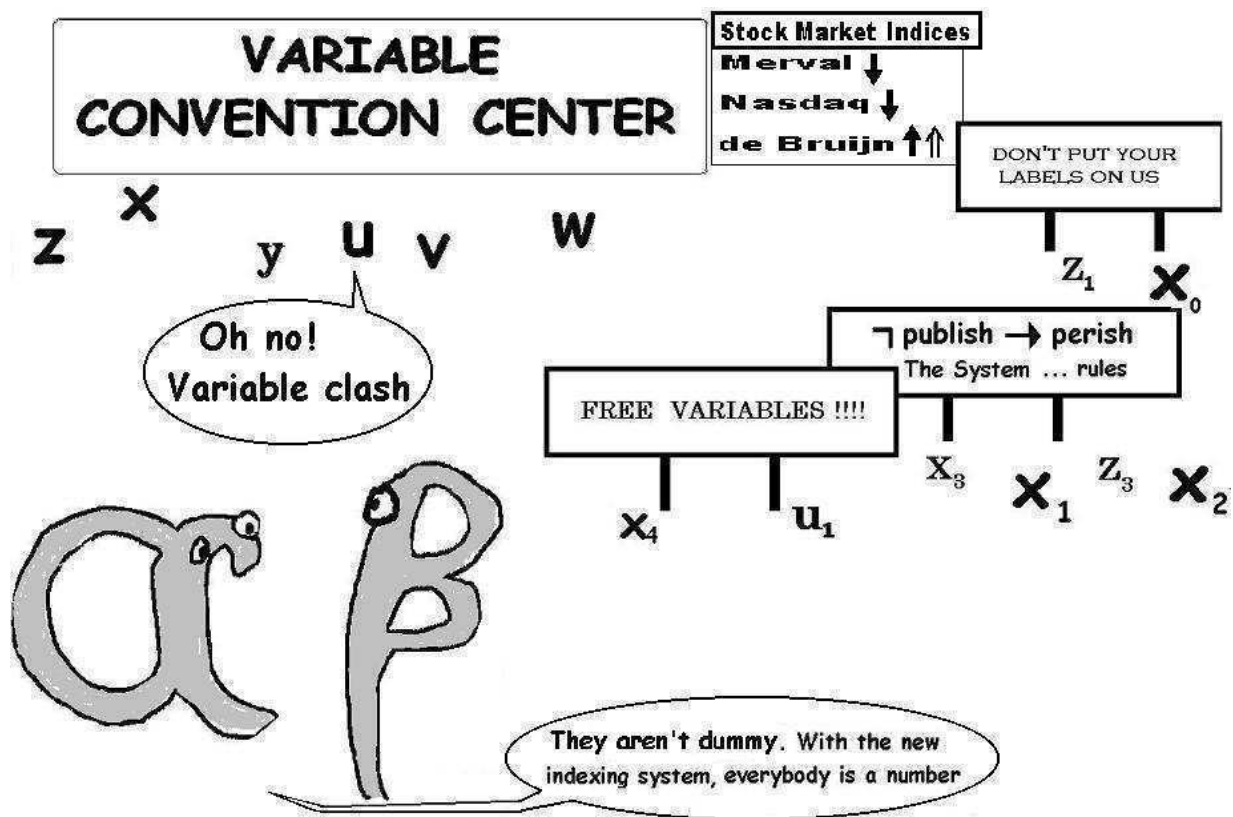 VARIABLE
CONVENTION CENTER
Stock Market Indices
Merval ↓
Nasdaq ↓
de Bruijn ↑⇑
DON'T PUT YOUR
LABELS ON US
z x y u v w
z₁ x₀
Oh no!
Variable clash
¬ publish → perish
The System ... rules
FREE VARIABLES !!!!
x₃ x₁ z₃ x₂
x₄ u₁
α β
They aren't dummy. With the new
indexing system, everybody is a number